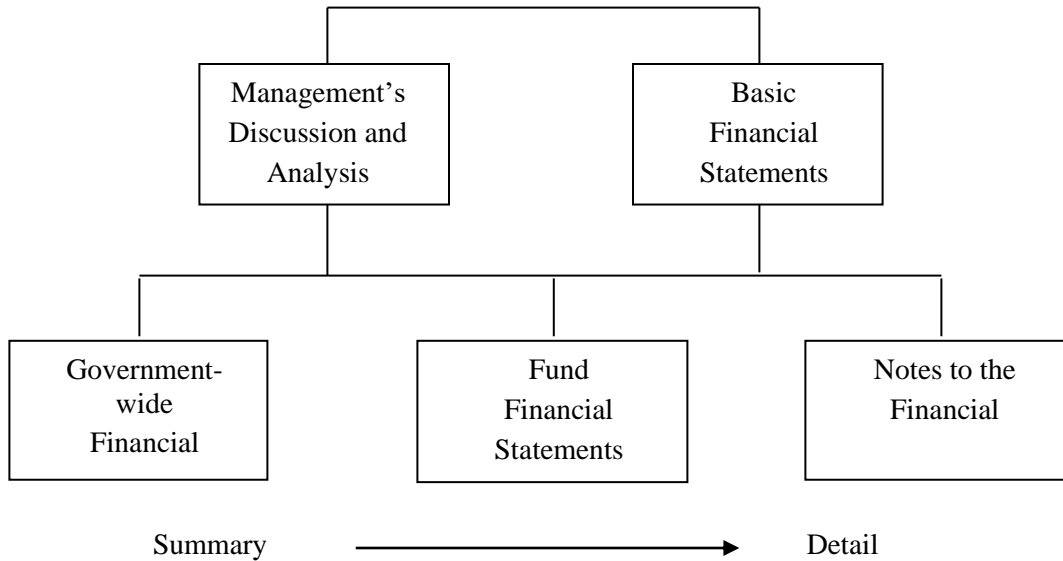 Management’s
Discussion and
Analysis
Basic
Financial
Statements
Government-
wide
Financial
Fund
Financial
Statements
Notes to the
Financial
Summary
Detail